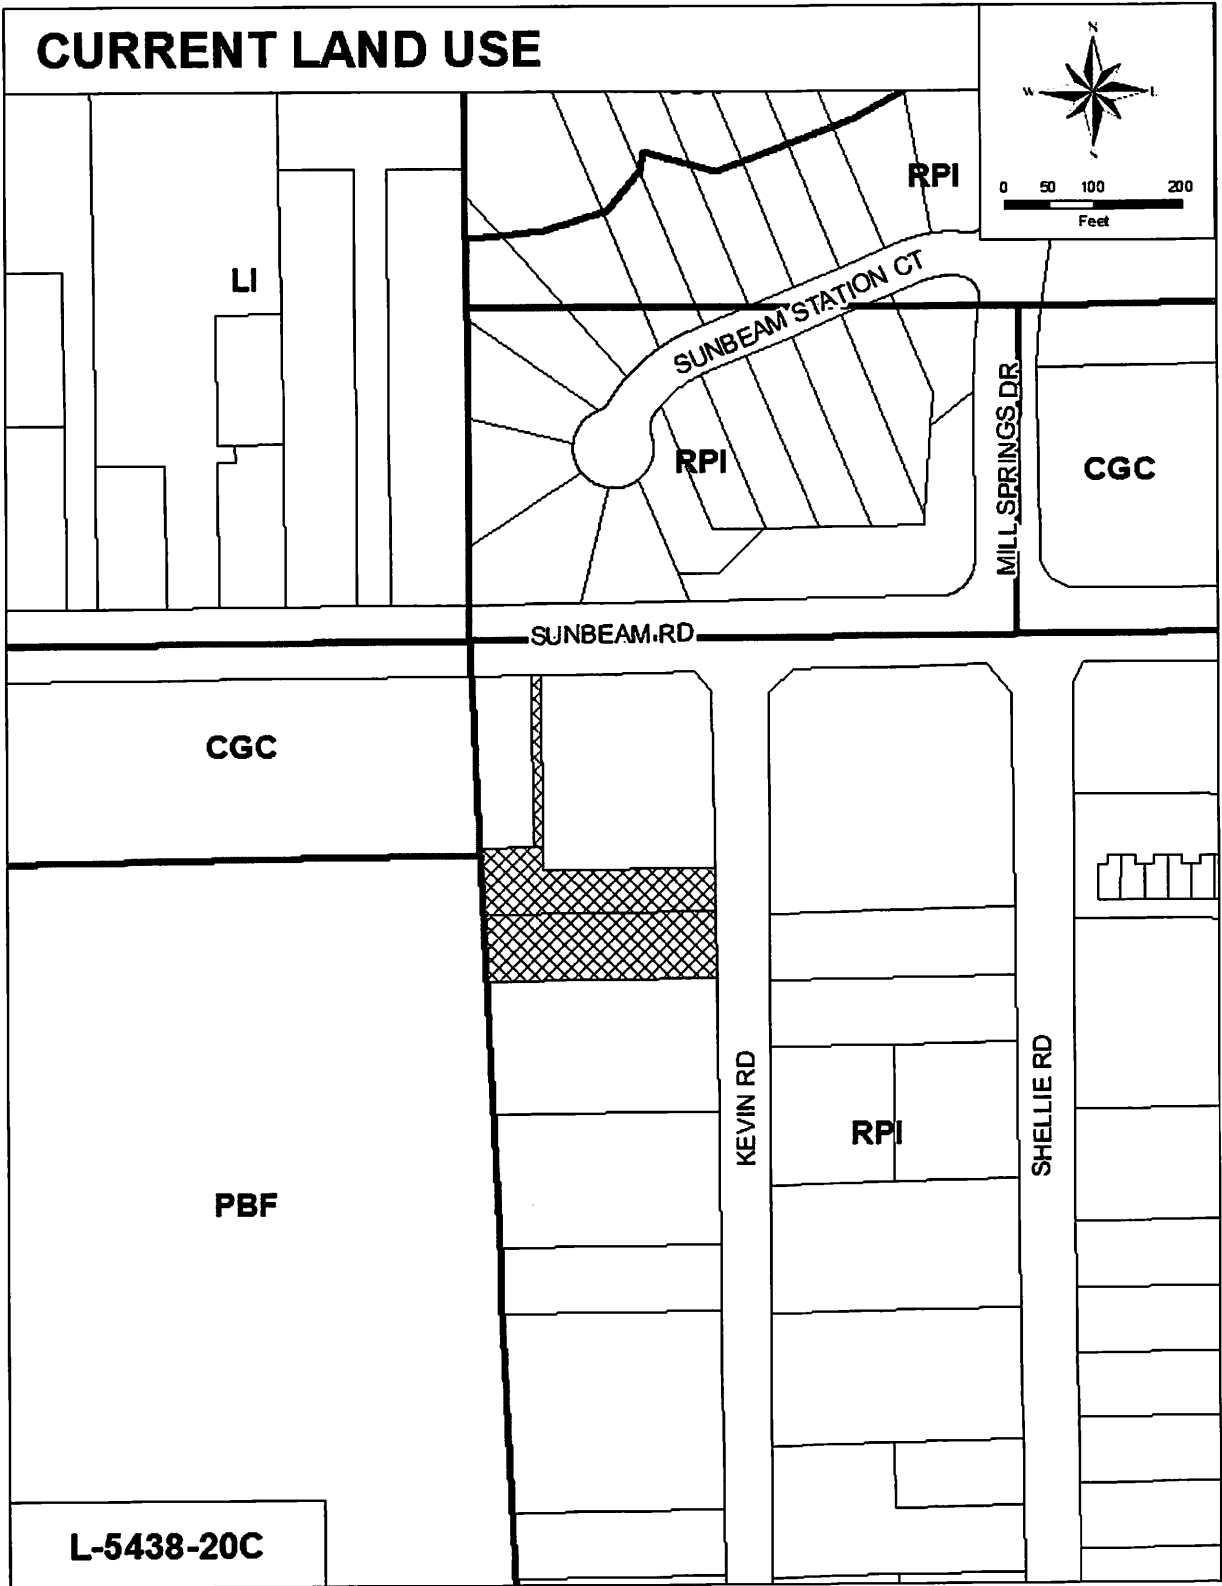 CURRENT LAND USE
N
W
0 50 100 200
Feet
RPI
LI
SUNBEAM STATION CT
MILL SPRINGS DR
RPI
CGC
SUNBEAM RD
CGC
KEVIN RD
SHELLIE RD
RPI
PBF
L-5438-20C